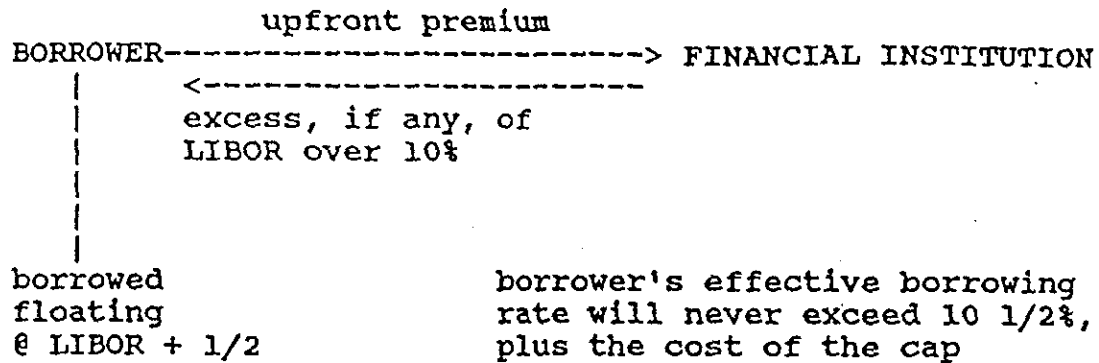 upfront premium
BORROWER--------------------------> FINANCIAL INSTITUTION
<------------------------
excess, if any, of
LIBOR over 10%
borrowed borrower's effective borrowing
floating rate will never exceed 10 1/2%,
@ LIBOR + 1/2 plus the cost of the cap